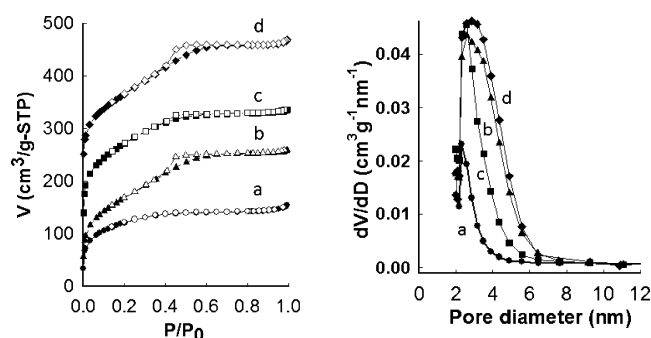 500
400
300
200
100
0
V (cm³/g-STP)
d
c
b
a
0.0 0.2 0.4 0.6 0.8 1.0
P/P₀
0.04
0.03
0.02
0.01
0.00
dV/dD (cm³g⁻¹nm⁻¹)
d
b
c
a
0 2 4 6 8 10 12
Pore diameter (nm)